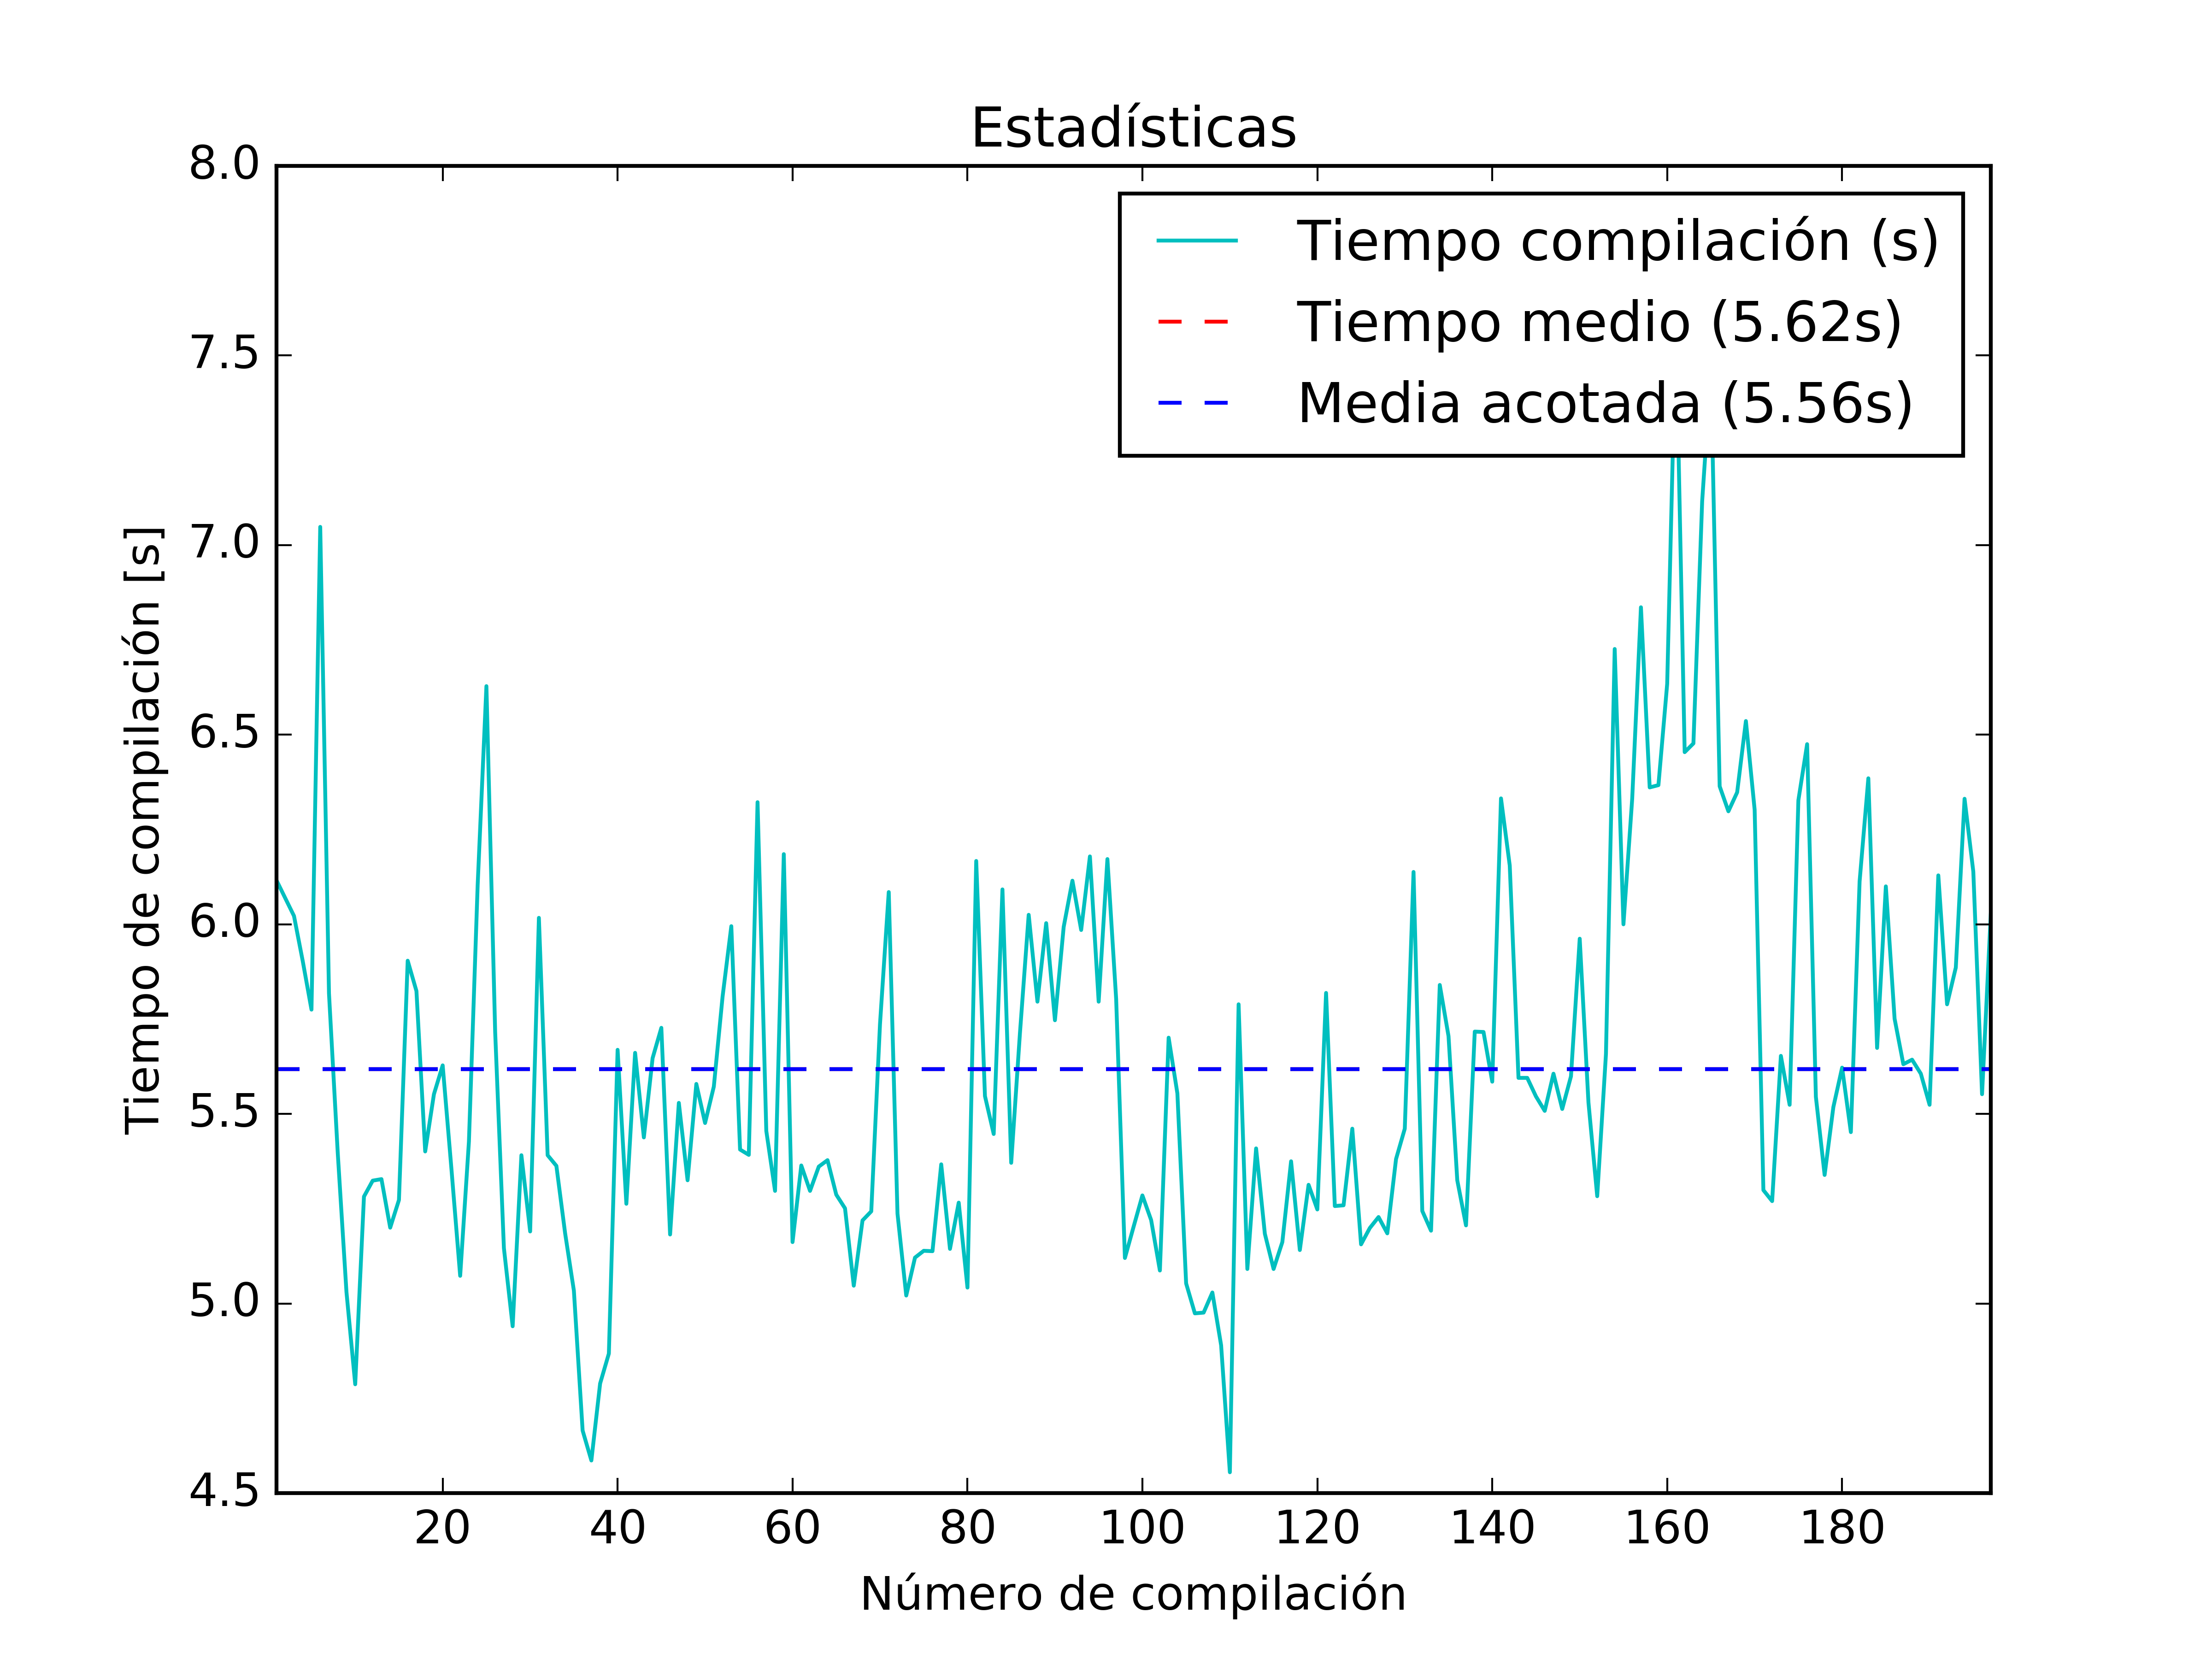 Estadísticas
8.0
7.5
7.0
6.5
6.0
5.5
5.0
4.5
Tiempo de compilación [s]
Tiempo compilación (s)
Tiempo medio (5.62s)
Media acotada (5.56s)
20 40 60 80 100 120 140 160 180
Número de compilación